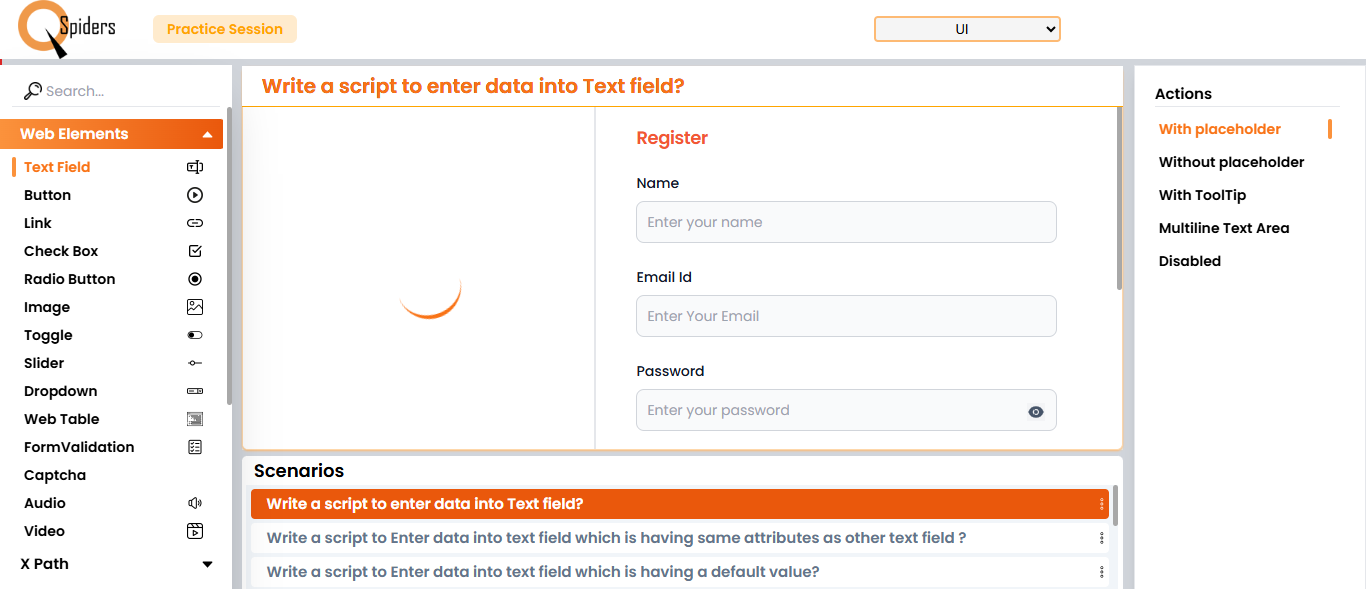 Spiders
Practice Session
UI
Search...
Web Elements
Text Field
Button
Link
Check Box
Radio Button
Image
Toggle
Slider
Dropdown
Web Table
FormValidation
Captcha
Audio
Video
X Path
Write a script to enter data into Text field?
Register
Name
Enter your name
Email Id
Enter Your Email
Password
Enter your password
Scenarios
Write a script to enter data into Text field?
Write a script to Enter data into text field which is having same attributes as other text field ?
Write a script to Enter data into text field which is having a default value?
Actions
With placeholder
Without placeholder
With ToolTip
Multiline Text Area
Disabled